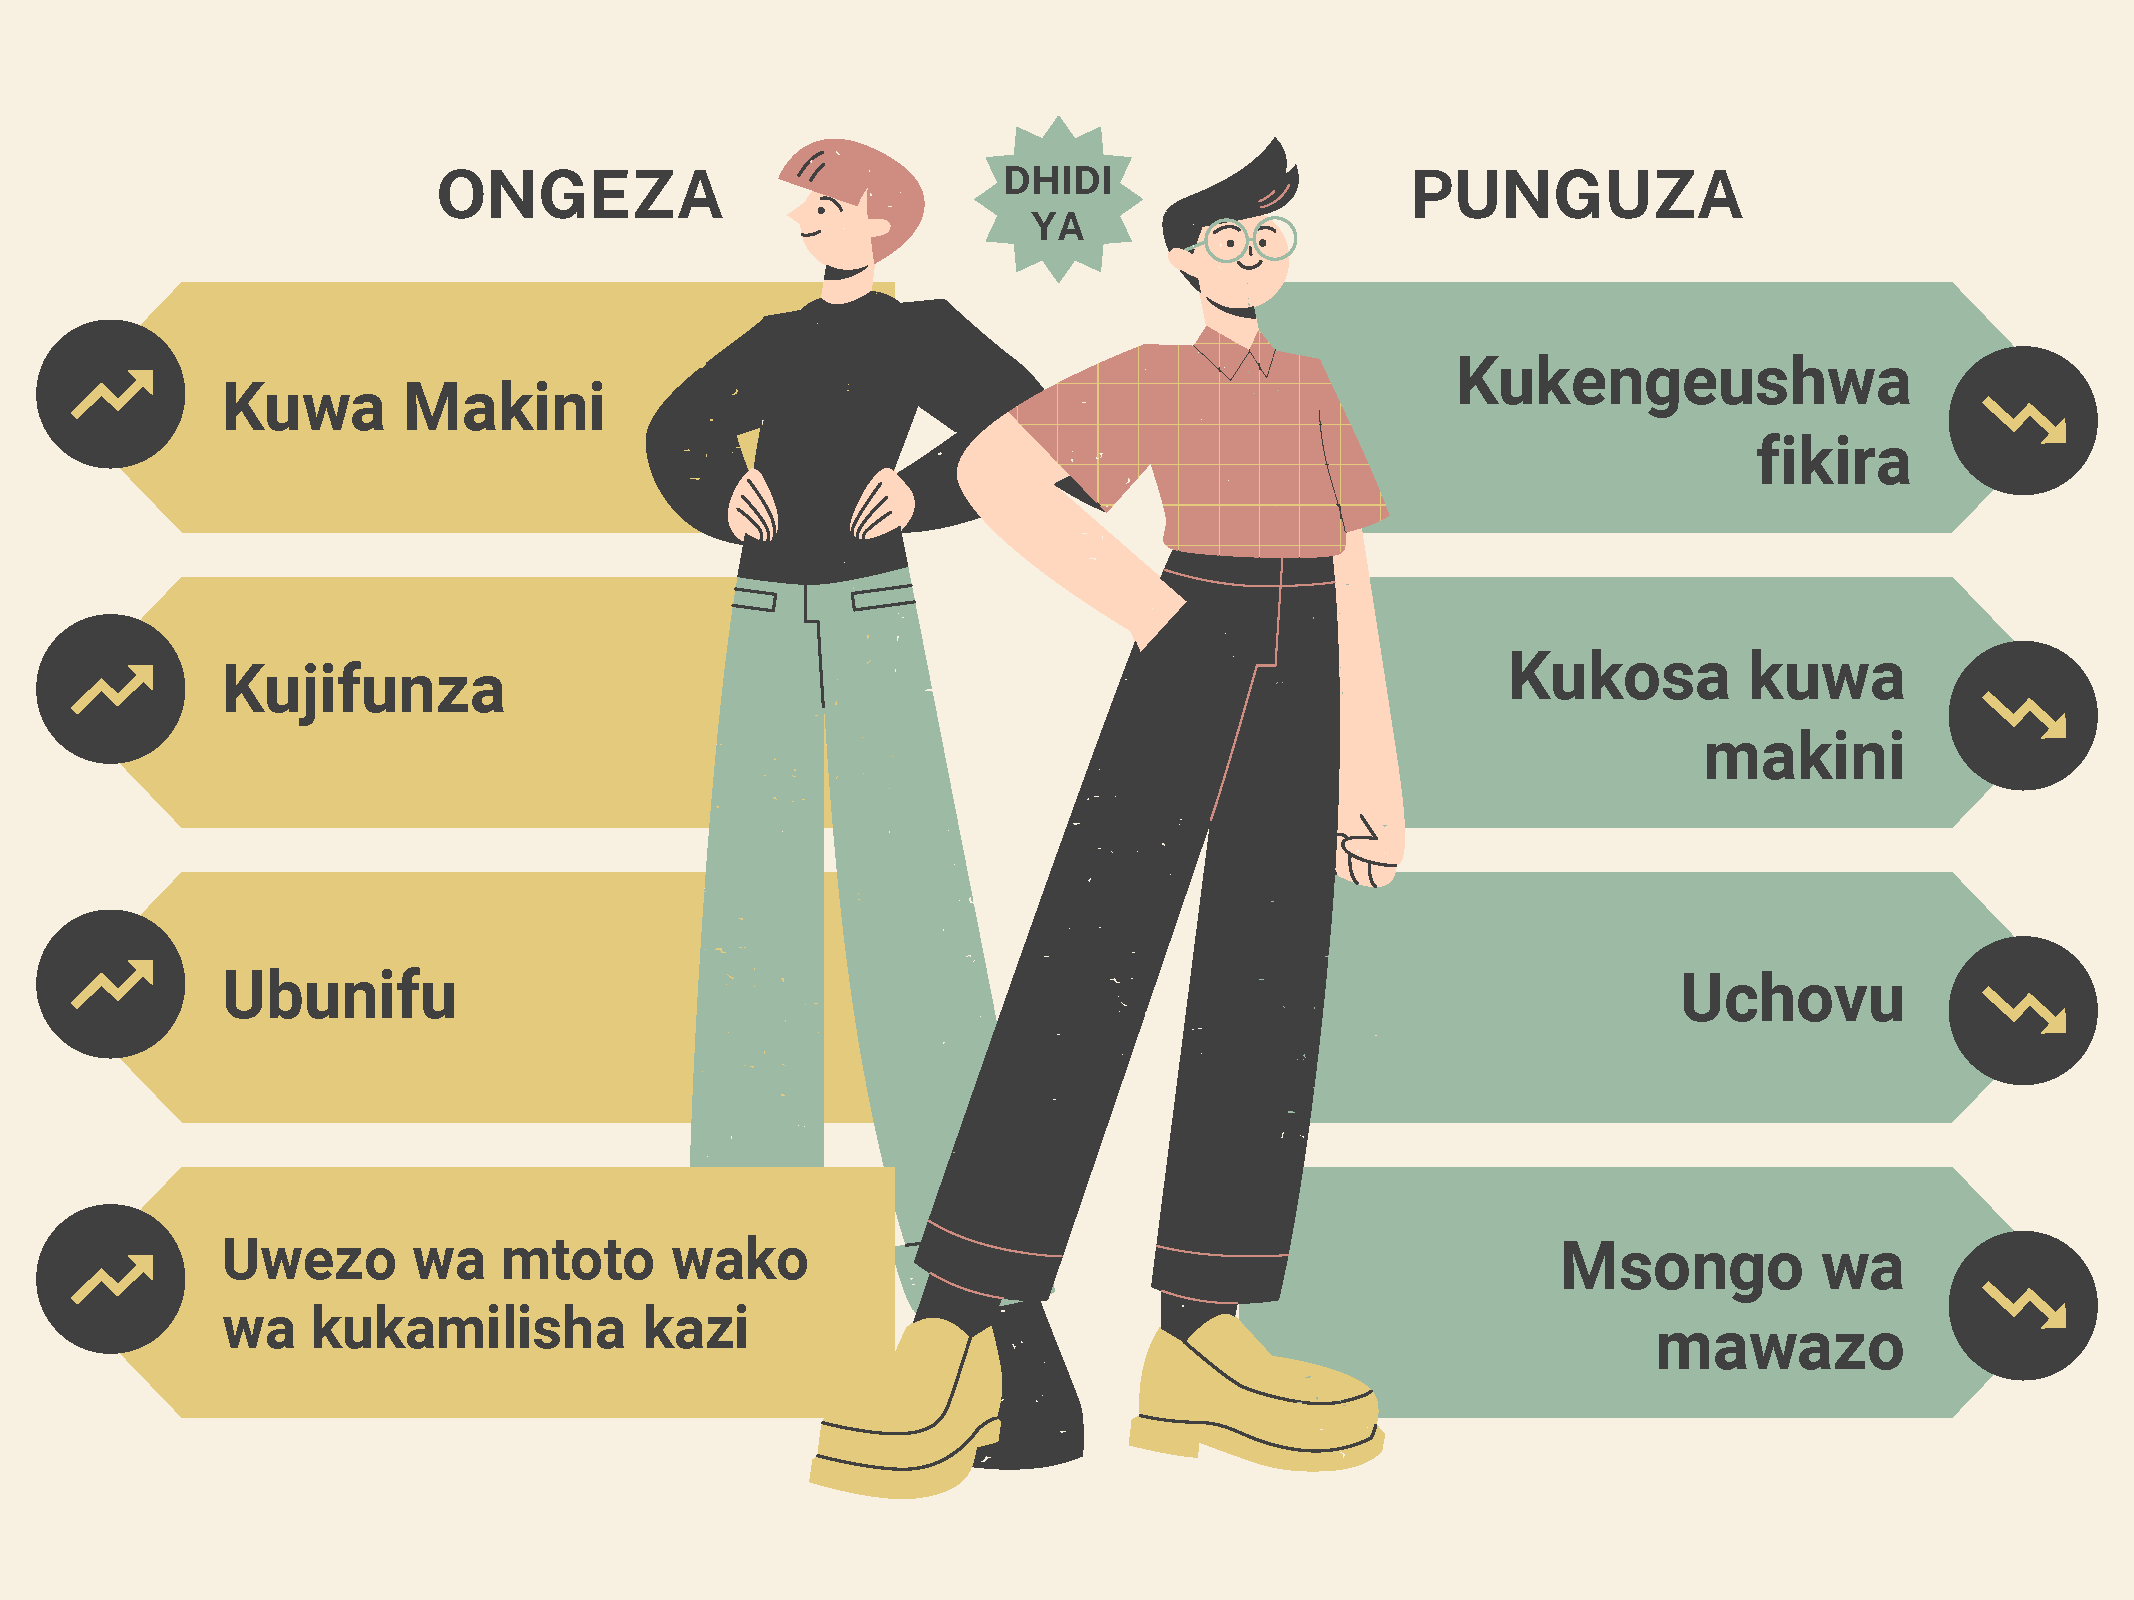 ONGEZA
DHIDI
YA
PUNGUZA
Kuwa Makini
Kujifunza
Ubunifu
Uwezo wa mtoto wako
wa kukamilisha kazi
Kukengeushwa
fikira
Kukosa kuwa
makini
Uchovu
Msongo wa
mawazo